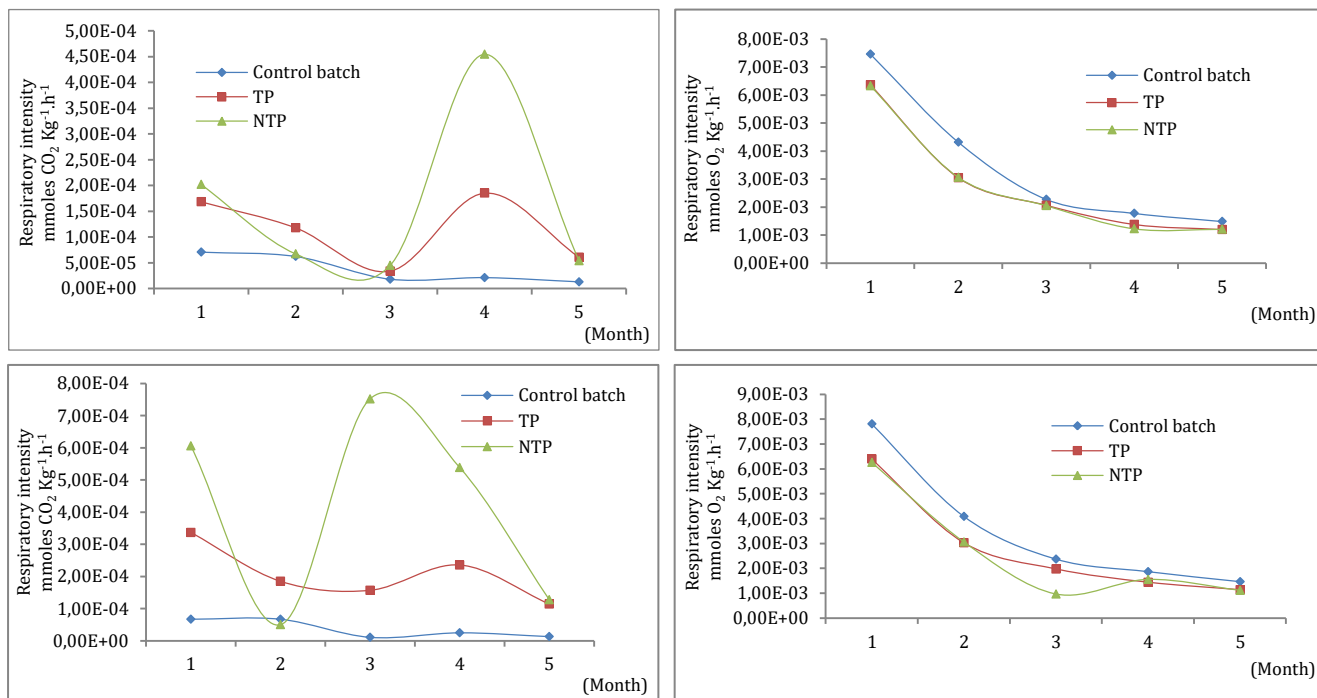 Respiratory intensity
mmoles CO₂ Kg⁻¹.h⁻¹
5,00E-04
4,50E-04
4,00E-04
3,50E-04
3,00E-04
2,50E-04
2,00E-04
1,50E-04
1,00E-04
5,00E-05
0,00E+00
Control batch
TP
NTP
1 2 3 4 5
(Month)
Respiratory intensity
mmoles O₂ Kg⁻¹.h⁻¹
8,00E-03
7,00E-03
6,00E-03
5,00E-03
4,00E-03
3,00E-03
2,00E-03
1,00E-03
0,00E+00
Control batch
TP
NTP
1 2 3 4 5
(Month)
Respiratory intensity
mmoles CO₂ Kg⁻¹.h⁻¹
8,00E-04
7,00E-04
6,00E-04
5,00E-04
4,00E-04
3,00E-04
2,00E-04
1,00E-04
0,00E+00
Control batch
TP
NTP
1 2 3 4 5
(Month)
Respiratory intensity
mmoles O₂ Kg⁻¹.h⁻¹
9,00E-03
8,00E-03
7,00E-03
6,00E-03
5,00E-03
4,00E-03
3,00E-03
2,00E-03
1,00E-03
0,00E+00
Control batch
TP
NTP
1 2 3 4 5
(Month)